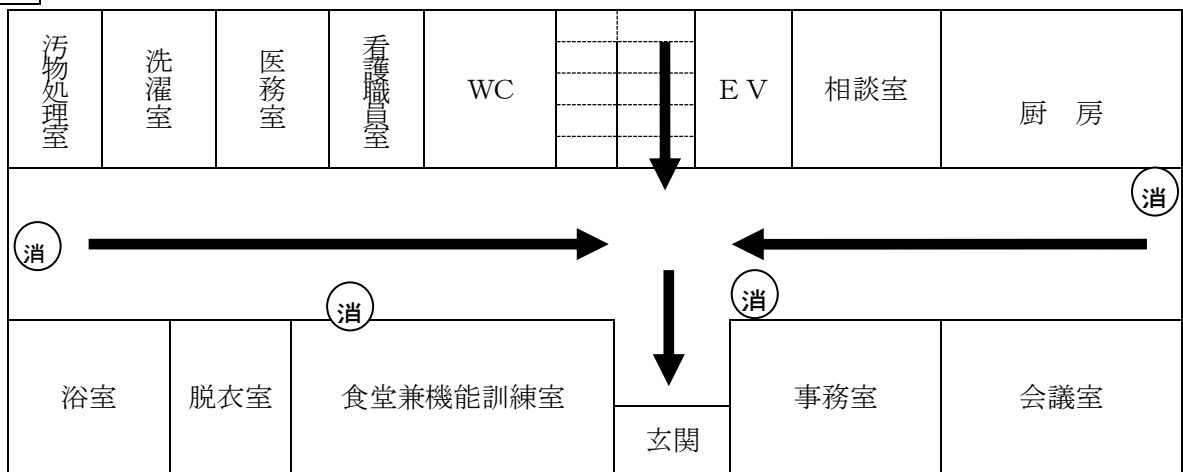 汚物処理室
洗濯室
医務室
看護職員室
WC
EV
相談室
厨 房
消
消
消
消
浴室
脱衣室
食堂兼機能訓練室
玄関
事務室
会議室